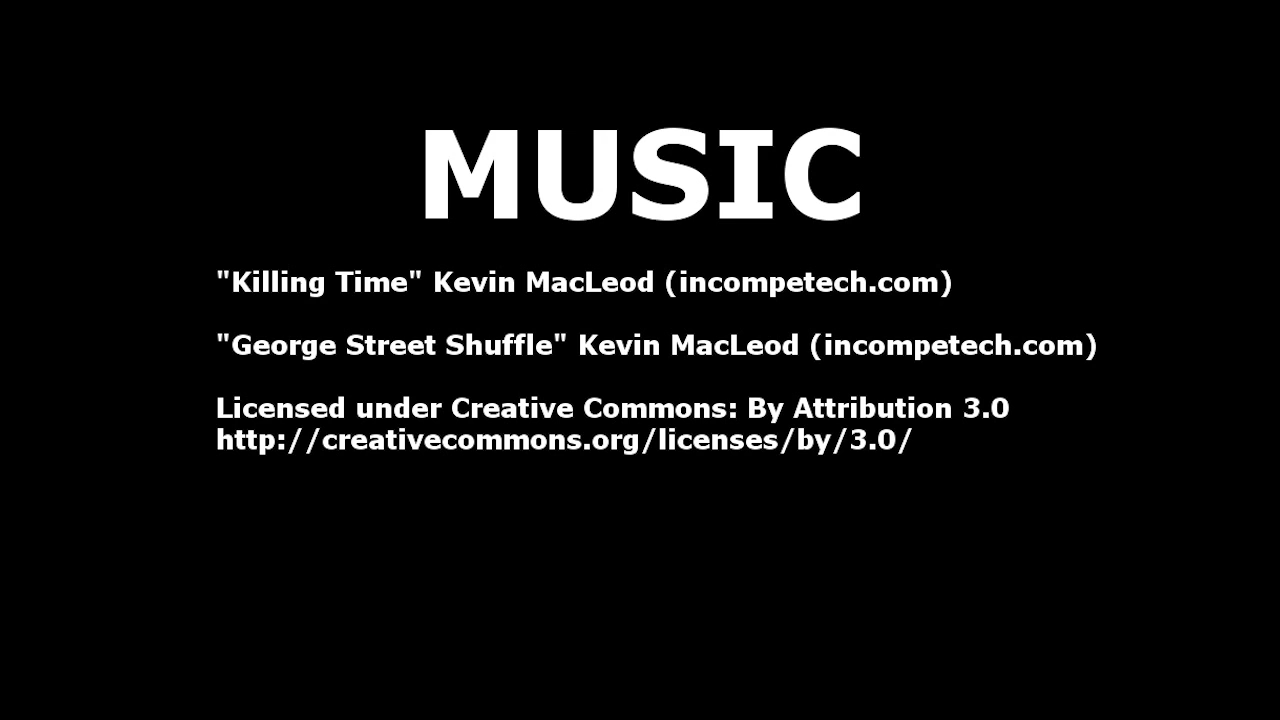 MUSIC
"Killing Time" Kevin MacLeod (incompetech.com)
"George Street Shuffle" Kevin MacLeod (incompetech.com)
Licensed under Creative Commons: By Attribution 3.0
http://creativecommons.org/licenses/by/3.0/